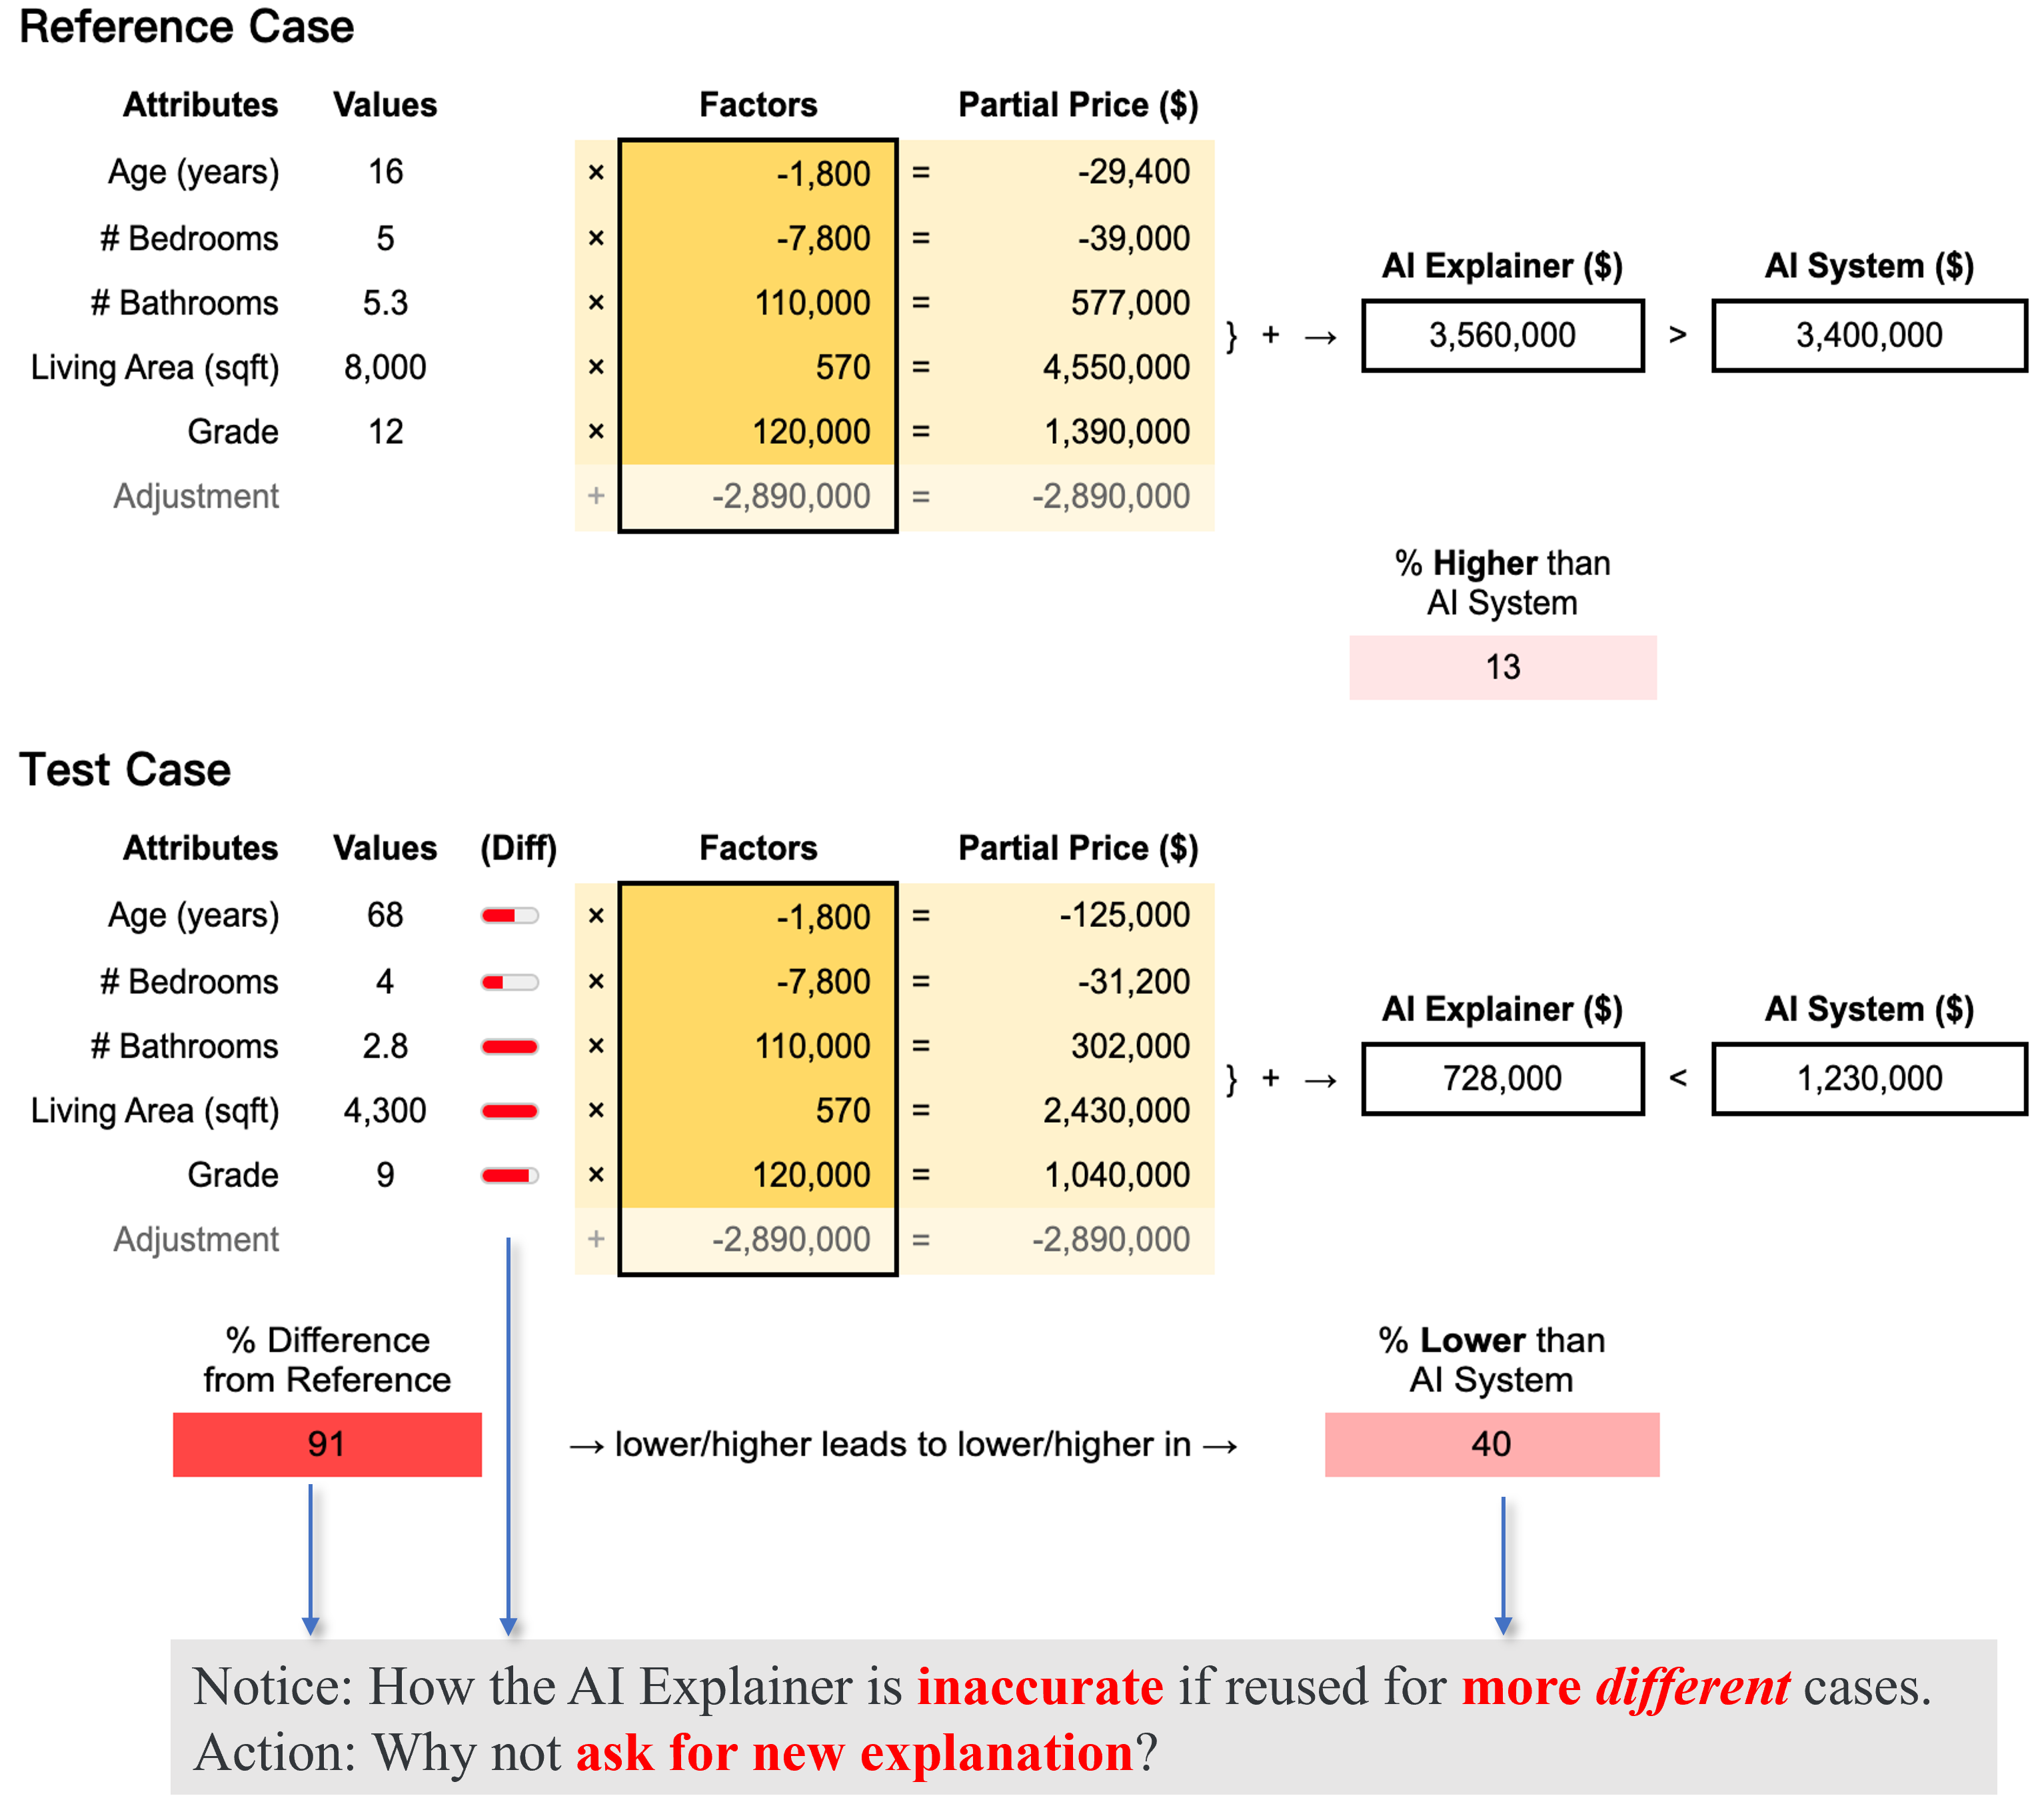 Reference Case
Attributes Values Factors Partial Price ($)
Age (years) 16 × -1,800 = -29,400
# Bedrooms 5 × -7,800 = -39,000
# Bathrooms 5.3 × 110,000 = 577,000
Living Area (sqft) 8,000 × 570 = 4,550,000
Grade 12 × 120,000 = 1,390,000
Adjustment + -2,890,000 = -2,890,000
AI Explainer ($) AI System ($)
} + → 3,560,000 > 3,400,000
% Higher than
AI System
13
Test Case
Attributes Values (Diff) Factors Partial Price ($)
Age (years) 68 × -1,800 = -125,000
# Bedrooms 4 × -7,800 = -31,200
# Bathrooms 2.8 × 110,000 = 302,000
Living Area (sqft) 4,300 × 570 = 2,430,000
Grade 9 × 120,000 = 1,040,000
Adjustment + -2,890,000 = -2,890,000
AI Explainer ($) AI System ($)
} + → 728,000 < 1,230,000
% Difference
from Reference
91
→ lower/higher leads to lower/higher in →
% Lower than
AI System
40
Notice: How the AI Explainer is inaccurate if reused for more different cases.
Action: Why not ask for new explanation?